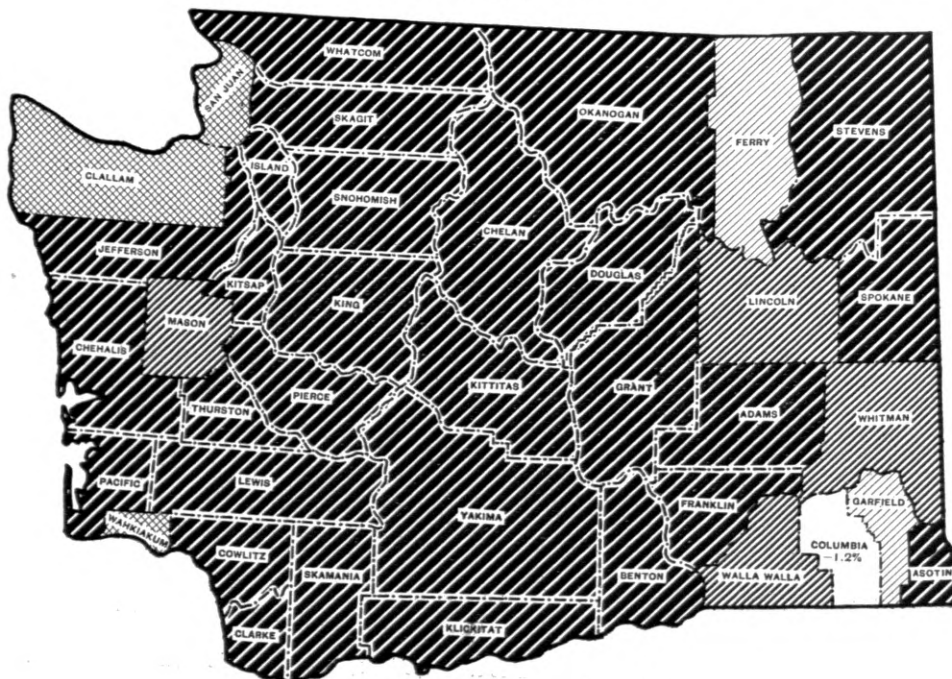 WHATCOM
SAN JUAN
SKAGIT
OKANOGAN
FERRY
STEVENS
ISLAND
CLALLAM
SNOHOMISH
CHELAN
JEFFERSON
DOUGLAS
KITSAP
KING
LINCOLN
SPOKANE
MASON
CHEHALIS
KITTITAS
GRANT
PIERCE
THURSTON
ADAMS
WHITMAN
PACIFIC
LEWIS
YAKIMA
FRANKLIN
GARFIELD
WAHKIAKUM
COWLITZ
COLUMBIA
-1.2%
SKAMANIA
BENTON
WALLA WALLA
ASOTIN
CLARKE
KLICKITAT